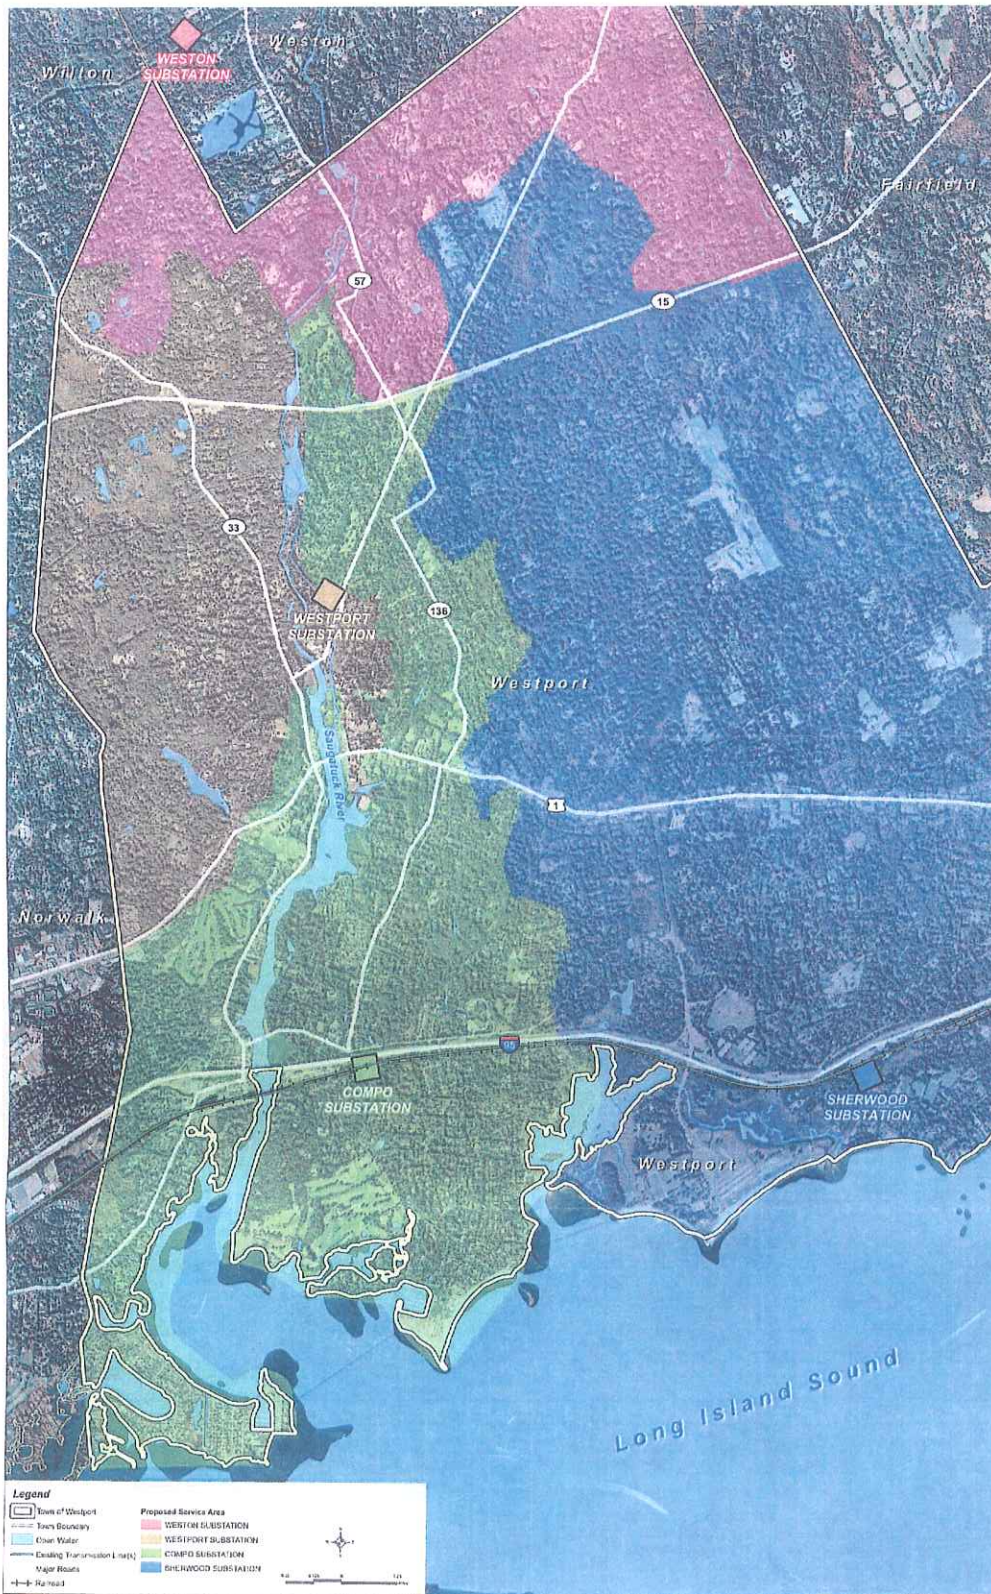 Weston
Wilton
WESTON
SUBSTATION
Fairfield
57
15
33
WESTPORT
SUBSTATION
136
Westport
Saugatuck River
1
Norwalk
95
COMPO
SUBSTATION
SHERWOOD
SUBSTATION
Westport
Long Island Sound
Legend
Town of Westport
Town Boundary
Open Water
Existing Transmission Line(s)
Major Roads
Railroad
Proposed Service Area
WESTON SUBSTATION
WESTPORT SUBSTATION
COMPO SUBSTATION
SHERWOOD SUBSTATION